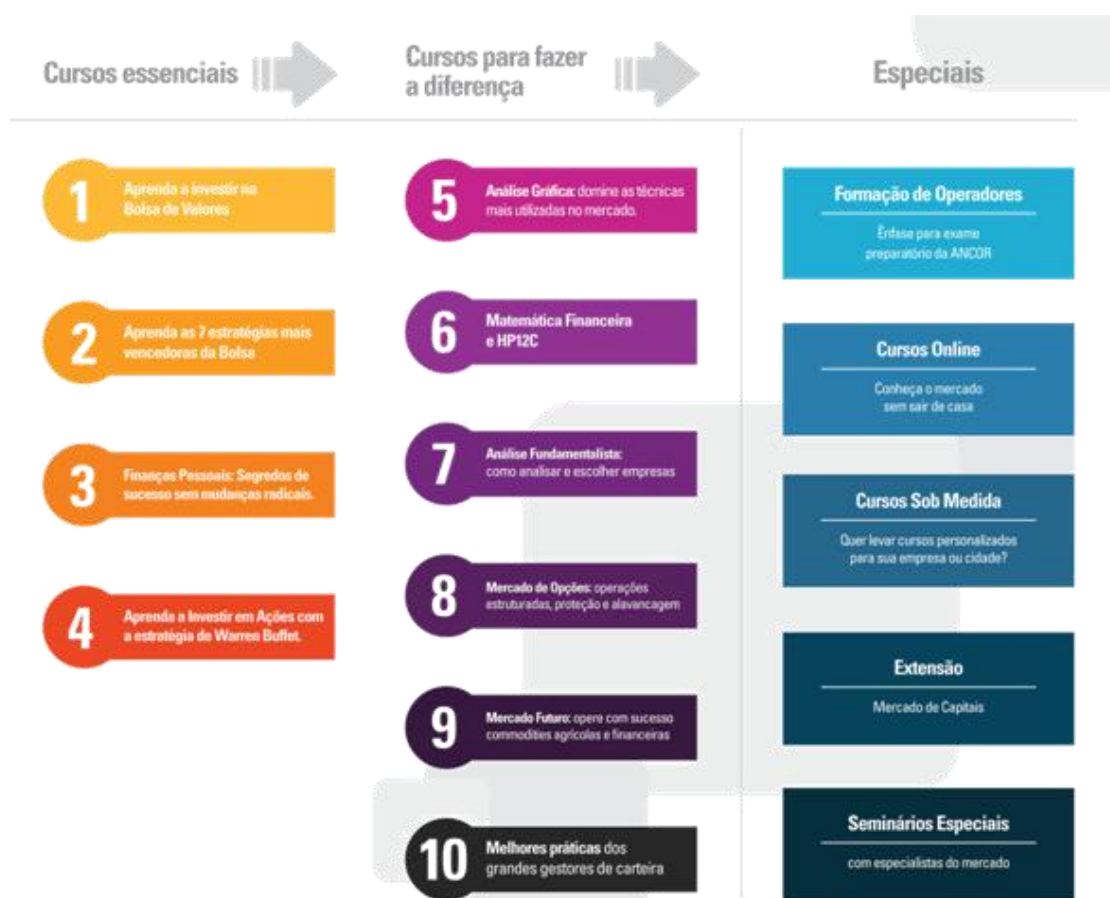 Cursos essenciais
Cursos para fazer
a diferença
Especiais
1
Aprenda a investir na
Bolsa de Valores
2
Aprenda as 7 estratégias mais
vencedoras da Bolsa
3
Finanças Pessoais: Segredos de
sucesso sem mudanças radicais.
4
Aprenda a Investir em Ações com
a estratégia de Warren Buffet.
5
Análise Gráfica: domine as técnicas
mais utilizadas no mercado.
6
Matemática Financeira
e HP12C
7
Análise Fundamentalista:
como analisar e escolher empresas
8
Mercado de Opções: operações
estruturadas, proteção e alavancagem
9
Mercado Futuro: opere com sucesso
commodities agrícolas e financeiras
10
Melhores práticas dos
grandes gestores de carteira
Formação de Operadores
Ênfase para exame
preparatório da ANCOR
Cursos Online
Conheça o mercado
sem sair de casa
Cursos Sob Medida
Quer levar cursos personalizados
para sua empresa ou cidade?
Extensão
Mercado de Capitais
Seminários Especiais
com especialistas do mercado